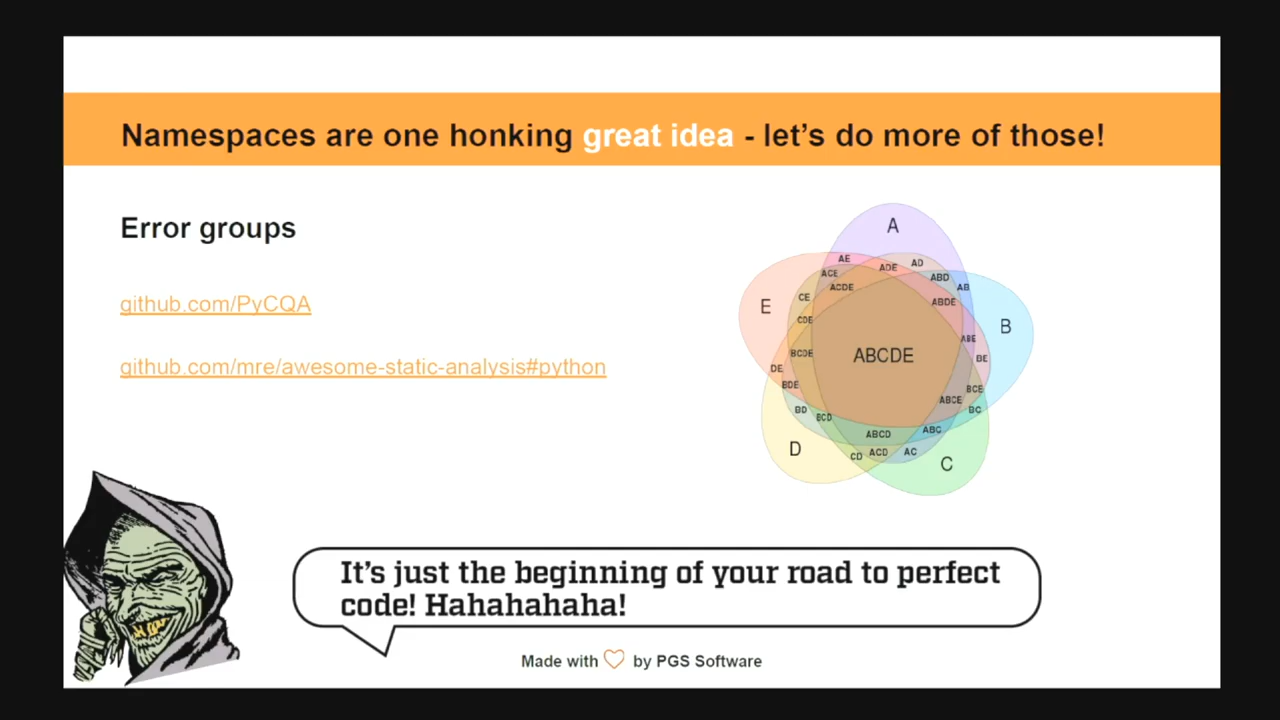 Namespaces are one honking great idea - let's do more of those!
Error groups
github.com/PyCQA
github.com/mre/awesome-static-analysis#python
A
AE
ADE
AD
ACE
ABD
ACDE
AB
CE
ABDE
E
B
CDE
ABE
BCDE
ABCDE
BE
DE
BDE
BCE
ABCE
BD
BCD
BC
ABC
ABCD
D
CD
ACD
AC
C
It's just the beginning of your road to perfect
code! Hahahahaha!
Made with by PGS Software